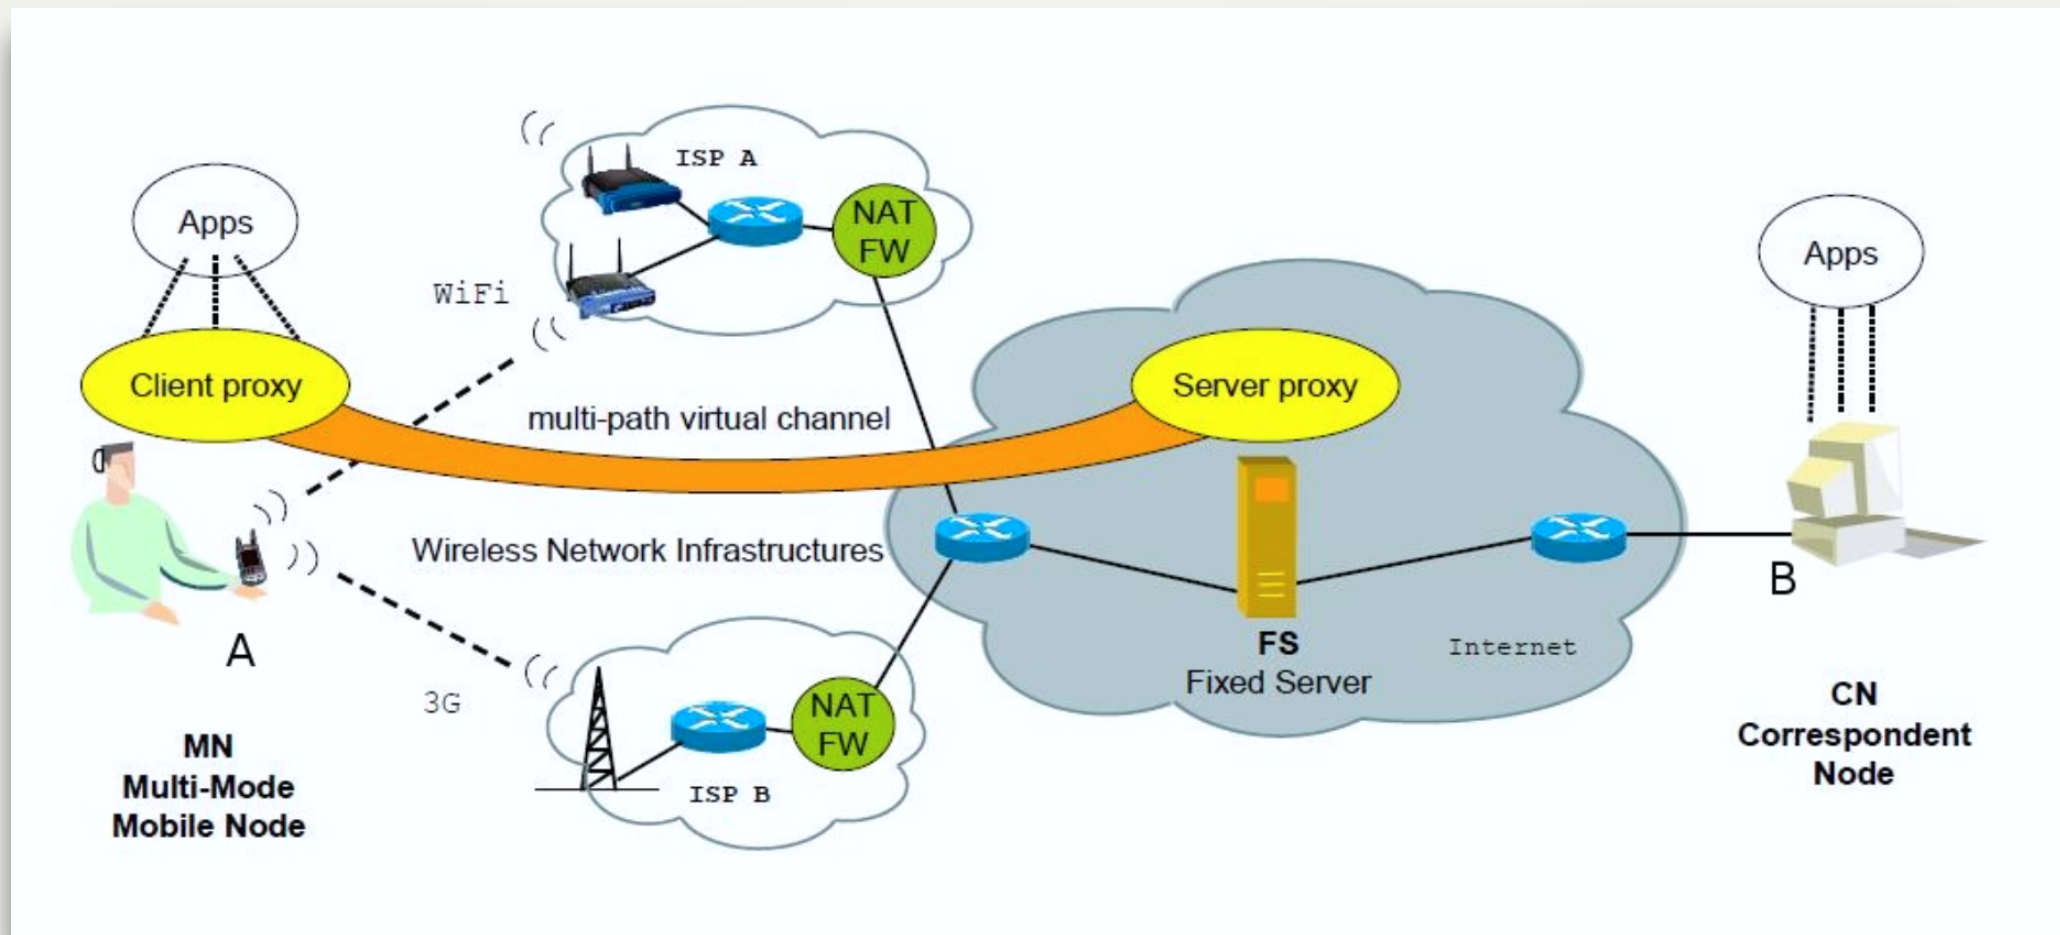 ISP A
Apps
NAT
FW
Apps
WiFi
Client proxy
Server proxy
multi-path virtual channel
Wireless Network Infrastructures
A
B
FS
Fixed Server
Internet
3G
NAT
FW
ISP B
MN
Multi-Mode
Mobile Node
CN
Correspondent
Node